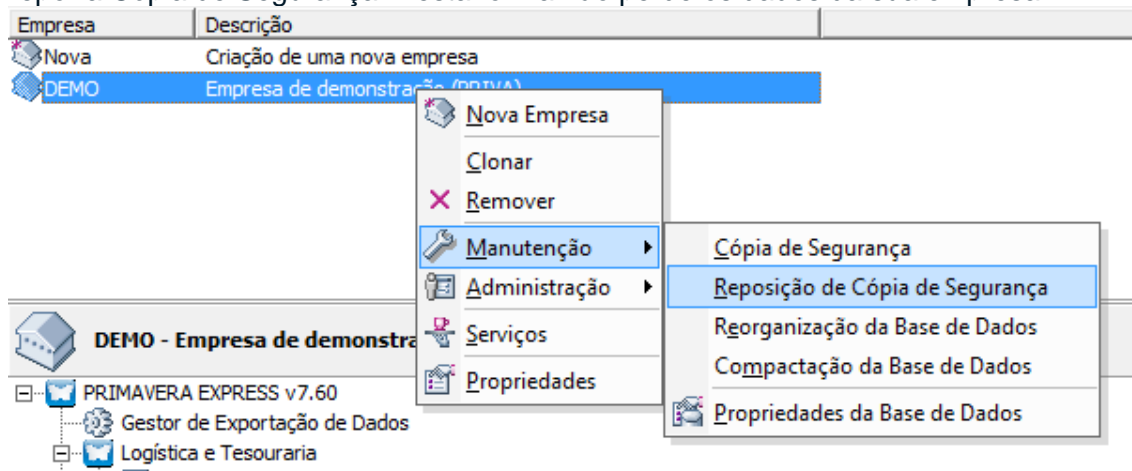 Empresa Descrição
Nova Criação de uma nova empresa
DEMO Empresa de demonstração (PRIVA)
Nova Empresa
Clonar
Remover
Manutenção
Cópia de Segurança
Administração
Reposição de Cópia de Segurança
Serviços
Reorganização da Base de Dados
Propriedades
Compactação da Base de Dados
Propriedades da Base de Dados
DEMO - Empresa de demonstra
PRIMAVERA EXPRESS v7.60
Gestor de Exportação de Dados
Logística e Tesouraria